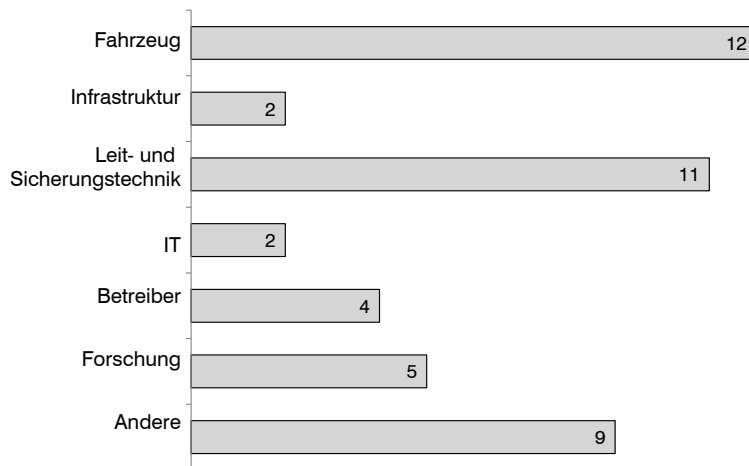 Fahrzeug
12
Infrastruktur
2
Leit- und
Sicherungstechnik
11
IT
2
Betreiber
4
Forschung
5
Andere
9